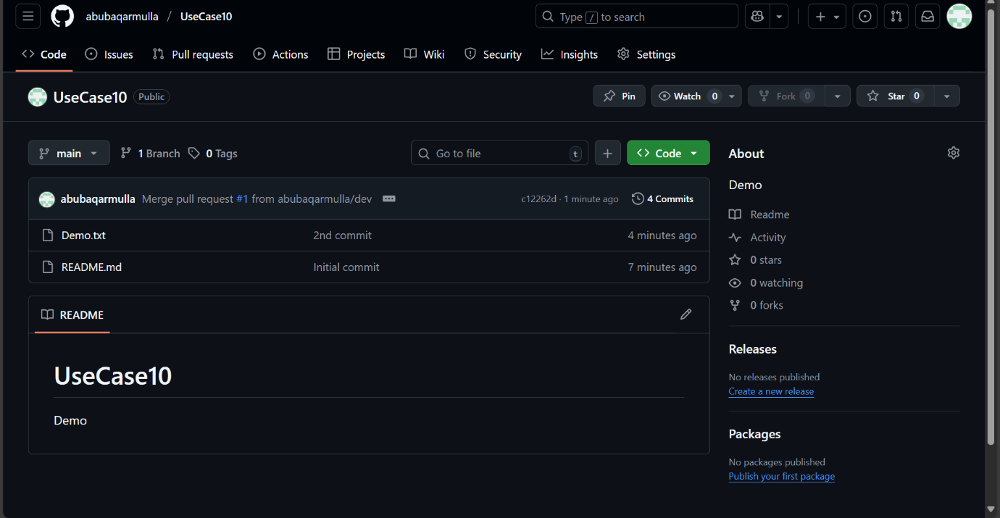 abubaqarmulla / UseCase10
Type / to search
Code Issues Pull requests Actions Projects Wiki Security Insights Settings
UseCase10 Public
Pin Watch 0 Fork 0 Star 0
main 1 Branch 0 Tags Go to file t Code
abubaqarmulla Merge pull request #1 from abubaqarmulla/dev c12262d · 1 minute ago 4 Commits
Demo.txt 2nd commit 4 minutes ago
README.md Initial commit 7 minutes ago
README
UseCase10
Demo
About
Demo
Readme
Activity
0 stars
0 watching
0 forks
Releases
No releases published
Create a new release
Packages
No packages published
Publish your first package